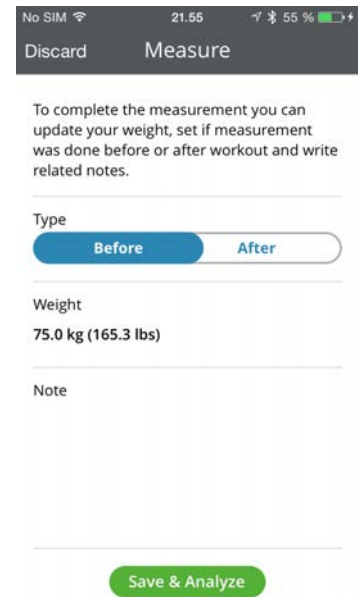 No SIM 21.55 55 %
Discard Measure
To complete the measurement you can
update your weight, set if measurement
was done before or after workout and write
related notes.
Type
Before After
Weight
75.0 kg (165.3 lbs)
Note
Save & Analyze